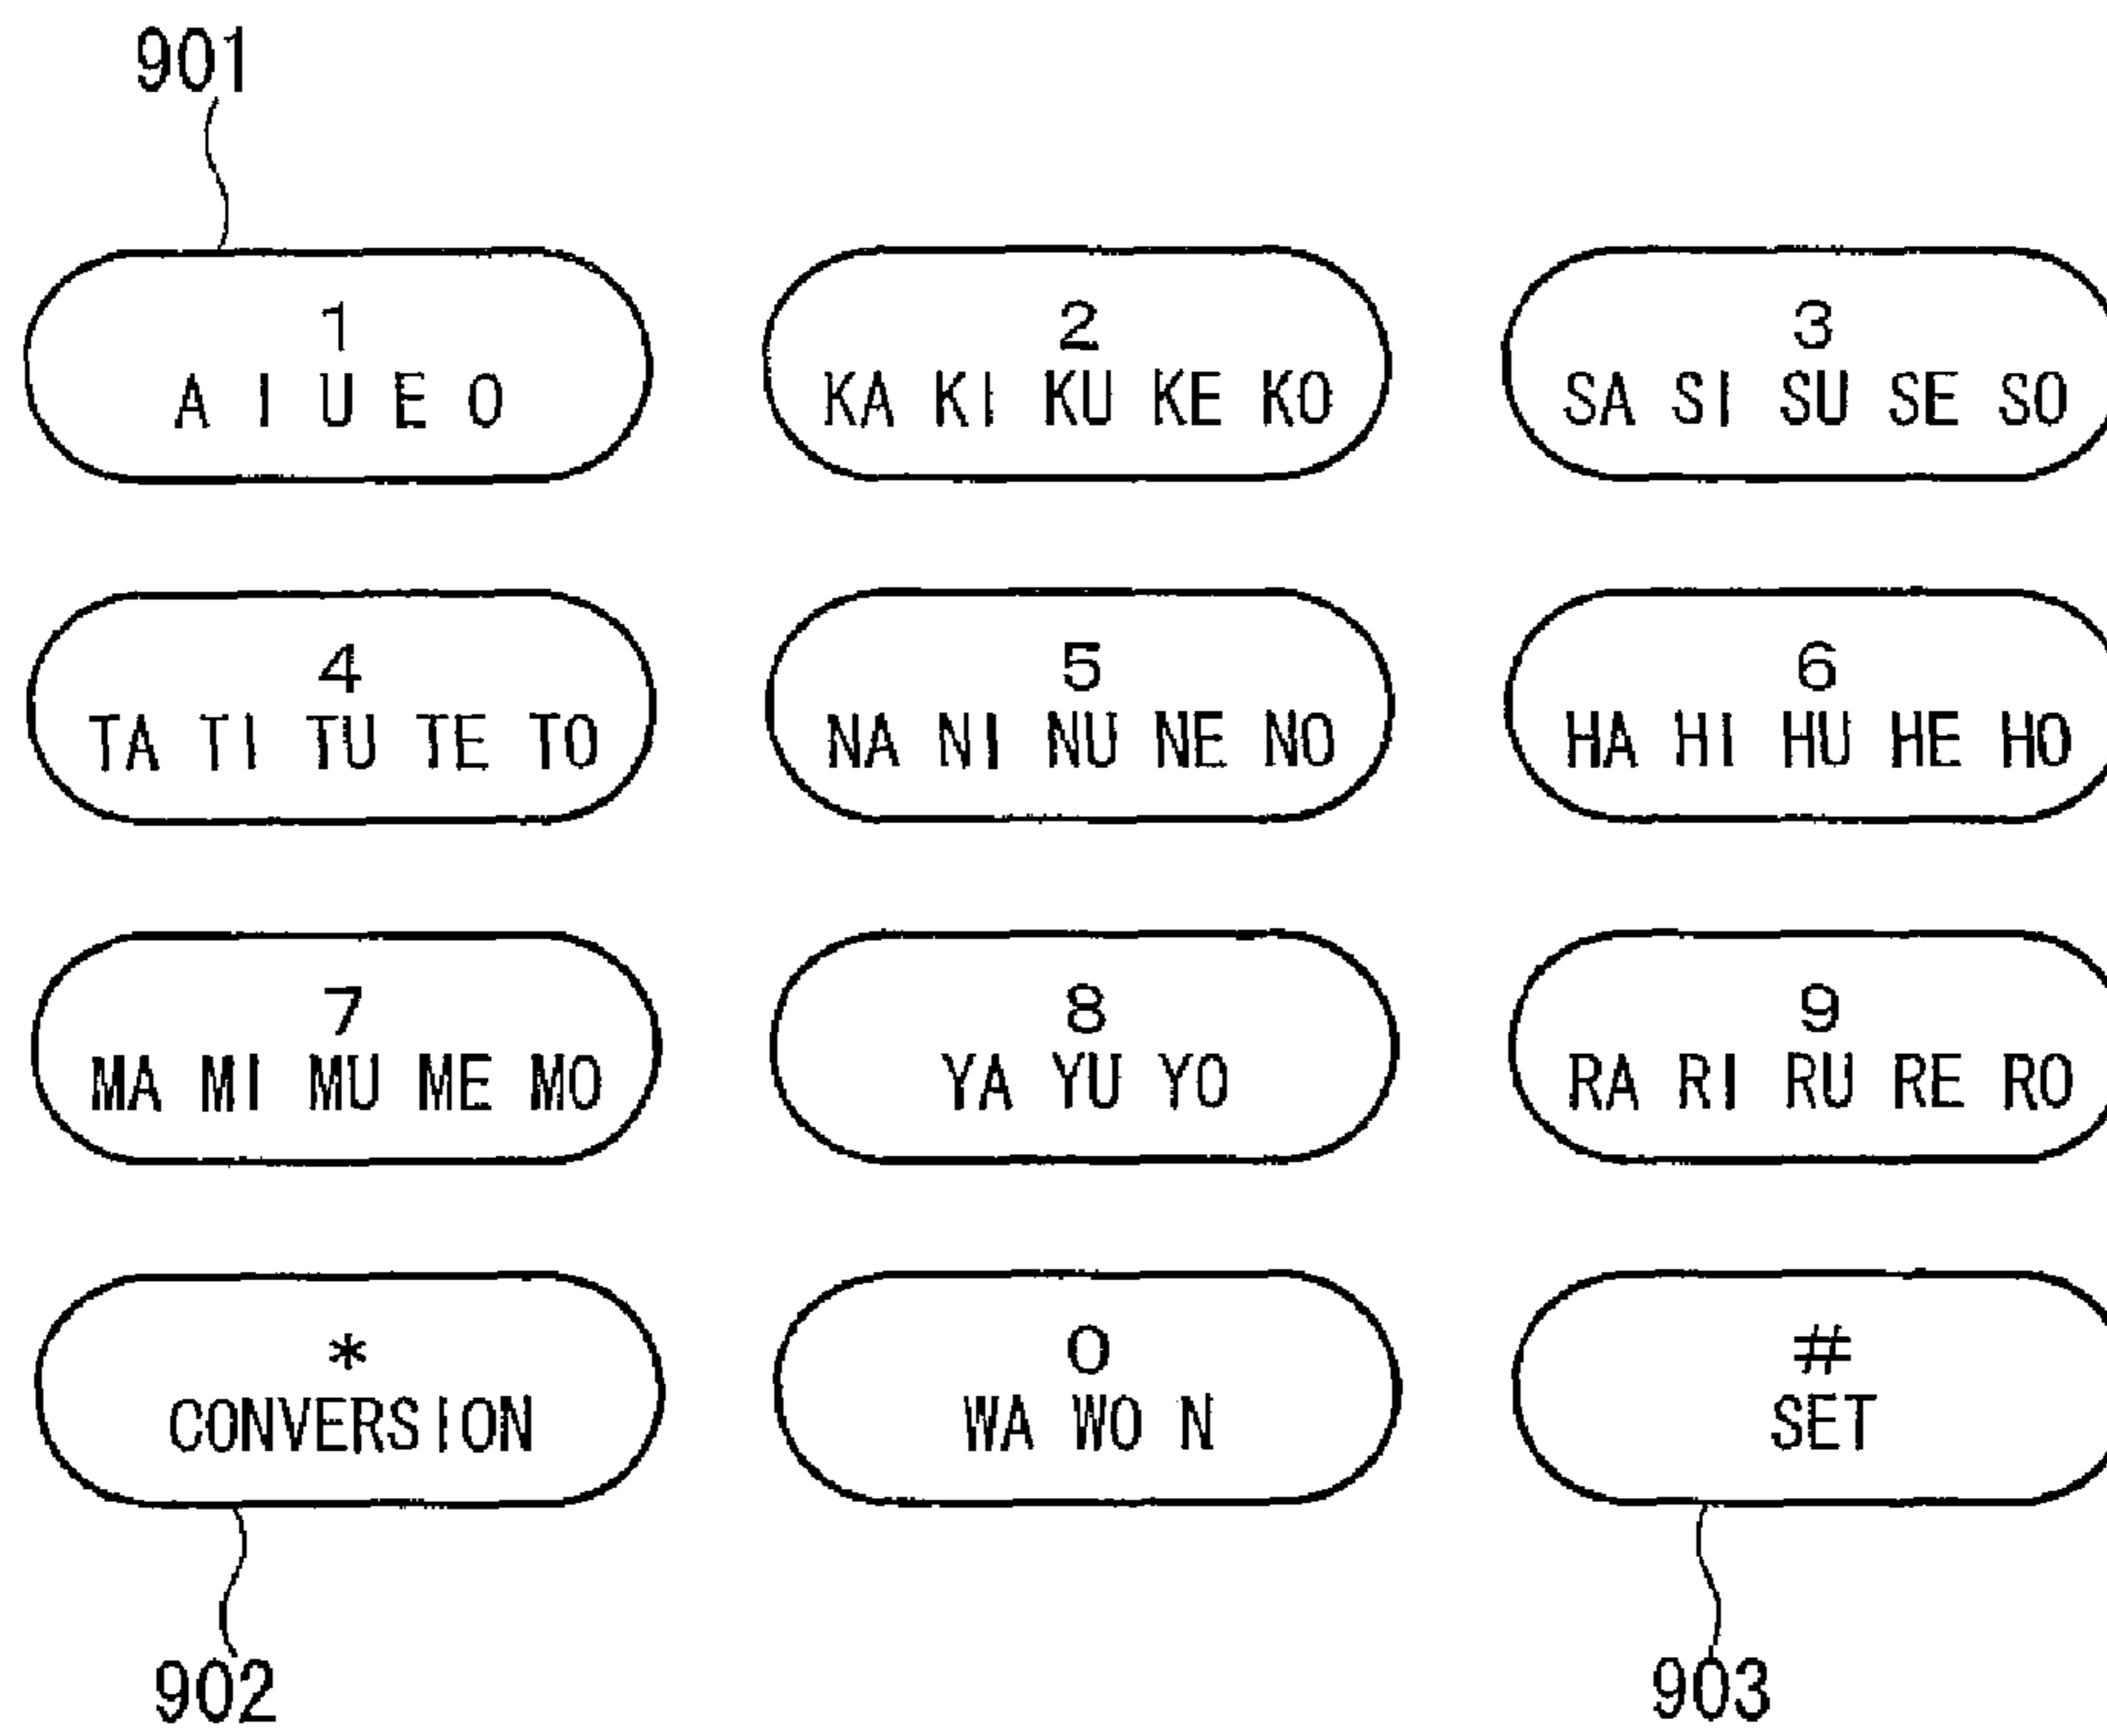 901
1 2 3
A I U E O KA KI KU KE KO SA SI SU SE SO
4 5 6
TA TI TU TE TO NA NI NU NE NO HA HI HU HE HO
7 8 9
MA MI MU ME MO YA YU YO RA RI RU RE RO
* 0 #
CONVERSION WA WO N SET
902 903